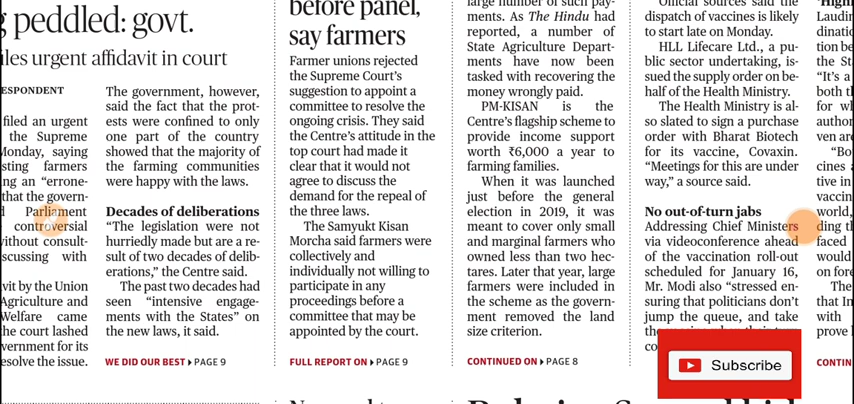 peddled: govt.
urgent affidavit in court
filed an urgent
the Supreme
saying
farmers
ng an "errone-
that the govern-
Parliament
controversial
with
by the Union
Agriculture and
Welfare came
the court lashed
for its
esolve the issue.
The government, however,
said the fact that the prot-
ests were confined to only
one part of the country
showed that the majority of
the farming communities
were happy with the laws.
Decades of deliberations
"The legislation were not
hurriedly made but are a re-
sult of two decades of delib-
erations," the Centre said.
The past two decades had
seen "intensive engage-
ments with the States" on
the new laws, it said.
WE DID OUR BEST ▸ PAGE 9
before panel,
say farmers
Farmer unions rejected
the Supreme Court's
suggestion to appoint a
committee to resolve the
ongoing crisis. They said
the Centre's attitude in the
top court had made it
clear that it would not
agree to discuss the
demand for the repeal of
the three laws.
The Samyukt Kisan
Morcha said farmers were
collectively and
individually not willing to
participate in any
proceedings before a
committee that may be
appointed by the court.
FULL REPORT ON ▸ PAGE 9
large number of such pay-
ments. As The Hindu had
reported, a number of
State Agriculture Depart-
ments have now been
tasked with recovering the
money wrongly paid.
PM-KISAN is the
Centre's flagship scheme to
provide income support
worth ₹6,000 a year to
farming families.
When it was launched
just before the general
election in 2019, it was
meant to cover only small
and marginal farmers who
owned less than two hec-
tares. Later that year, large
farmers were included in
the scheme as the govern-
ment removed the land
size criterion.
CONTINUED ON ▸ PAGE 8
Official sources said the
dispatch of vaccines is likely
to start late on Monday.
HLL Lifecare Ltd., a pu-
blic sector undertaking, is-
sued the supply order on be-
half of the Health Ministry.
The Health Ministry is al-
so slated to sign a purchase
order with Bharat Biotech
for its vaccine, Covaxin.
"Meetings for this are under
way," a source said.
No out-of-turn jabs
Addressing Chief Ministers
via videoconference ahead
of the vaccination roll-out
scheduled for January 16,
Mr. Modi also "stressed en-
suring that politicians don't
jump the queue, and take
Subscribe